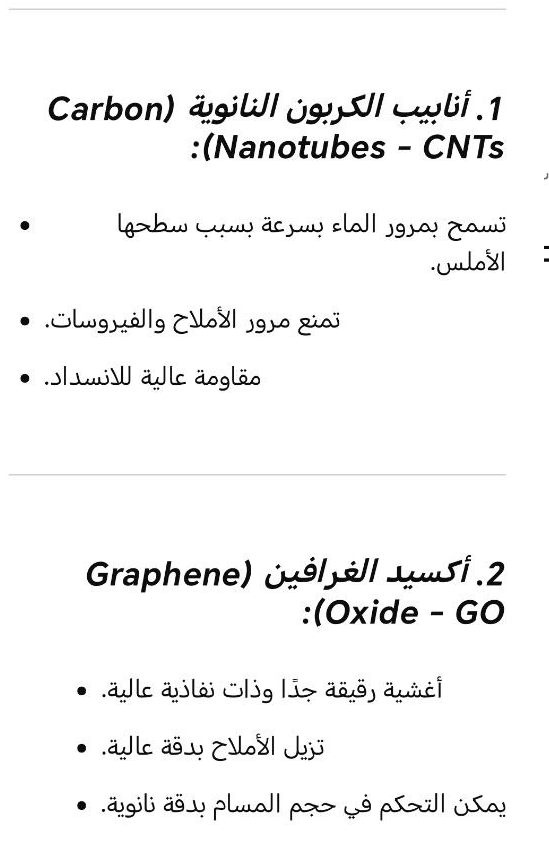 1. أنابيب الكربون النانوية (Carbon
Nanotubes – CNTs):
• تسمح بمرور الماء بسرعة بسبب سطحها
الأملس.
• تمنع مرور الأملاح والفيروسات.
• مقاومة عالية للانسداد.
2. أكسيد الغرافين (Graphene
Oxide – GO):
• أغشية رقيقة جدًا وذات نفاذية عالية.
• تزيل الأملاح بدقة عالية.
• يمكن التحكم في حجم المسام بدقة نانوية.